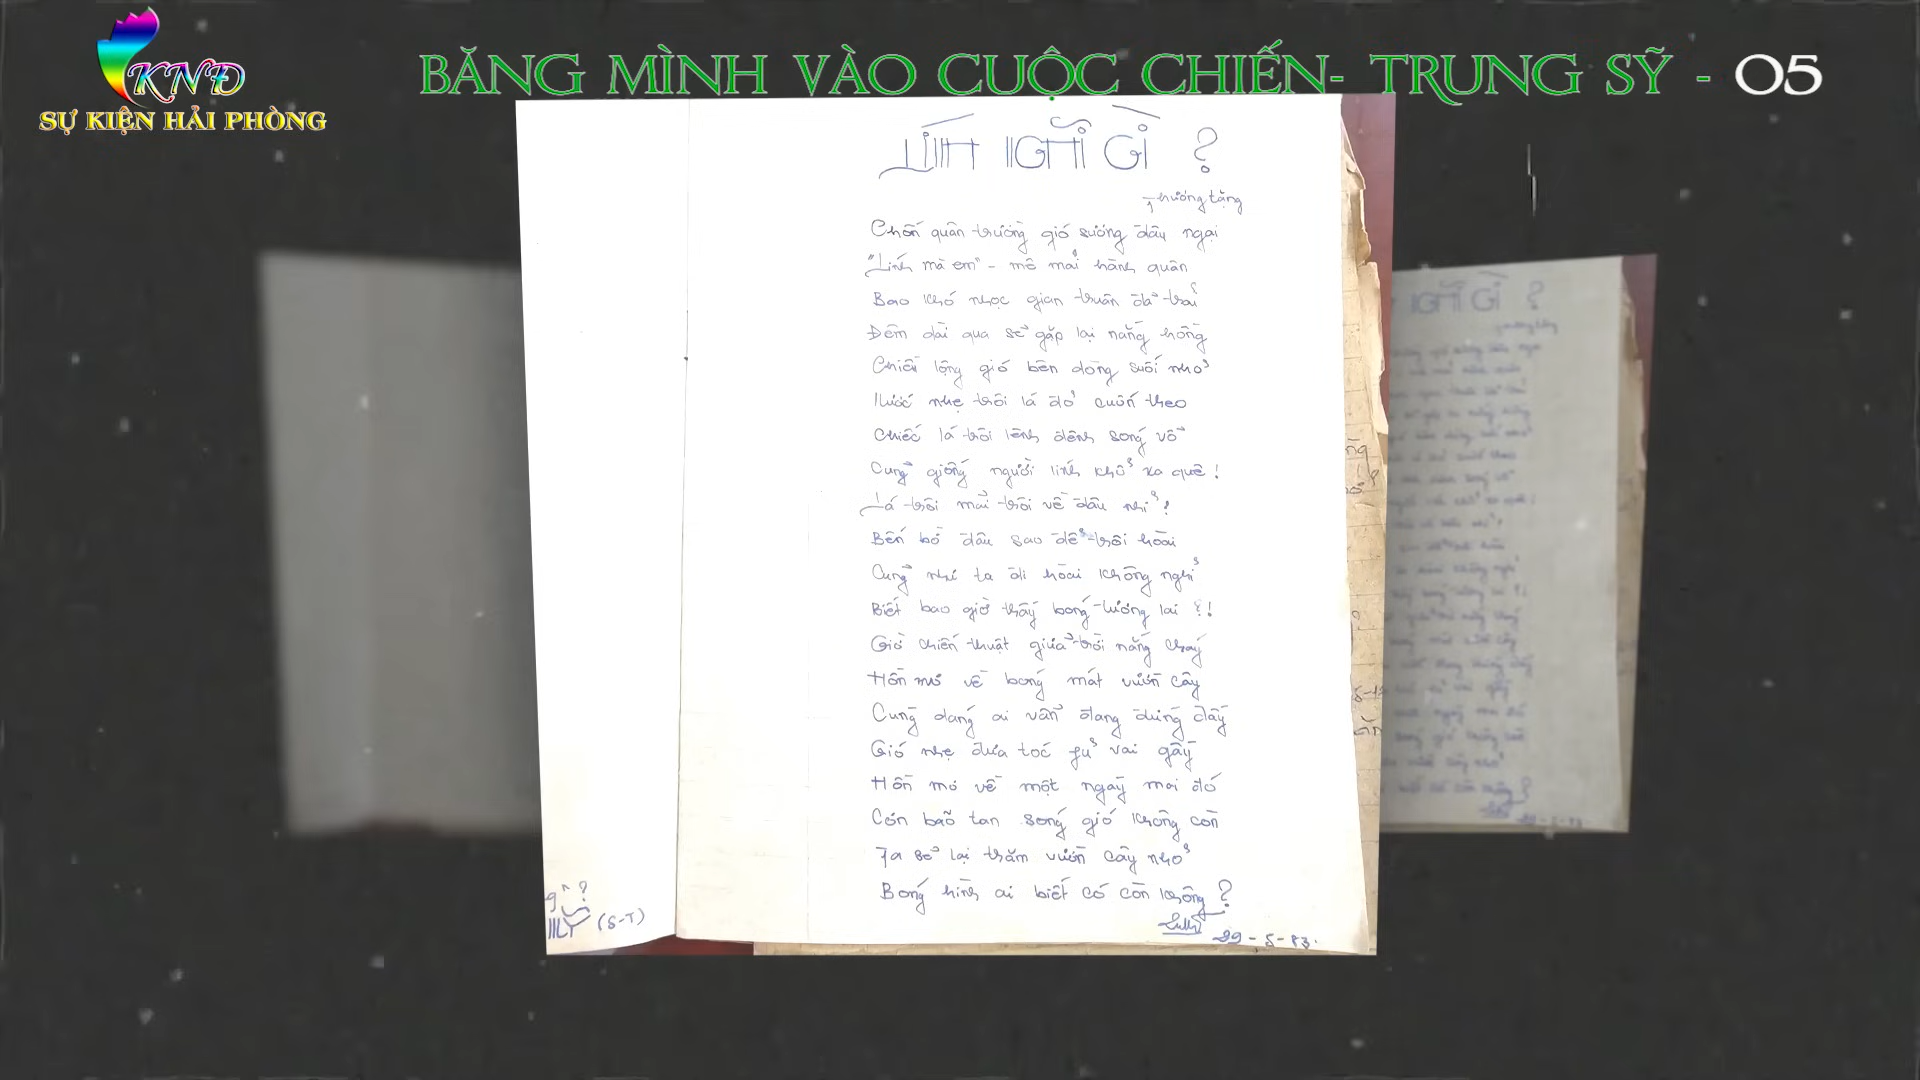 KNĐ
SỰ KIỆN HẢI PHÒNG
BĂNG MÌNH VÀO CUỘC CHIẾN- TRUNG SỸ - 05
LÍNH NGHĨ GÌ ?
Thương tặng
Chốn quân trường gió sương đâu ngại
"Lính mà em" - mê mải hành quân
Bao khó nhọc gian truân đã trải
Đêm dài qua sẽ gặp lại nắng hồng
Chiều lộng gió bên dòng suối nhỏ
Nước nhẹ trôi lá đỏ cuốn theo
Chiếc lá trôi lênh đênh sóng vỗ
Cũng giống người lính khổ xa quê !
Lá trôi mãi trôi về đâu nhỉ ?
Bến bờ đâu sao để trôi hoài
Cũng như ta đi hoài không nghỉ
Biết bao giờ thấy bóng tương lai ?!
Giờ chiến thuật giữa trời nắng cháy
Hồn mơ về bóng mát vườn cây
Cũng dáng ai vẫn đang đứng đấy
Gió nhẹ đưa tóc phủ vai gầy
Hồn mơ về một ngày mai đó
Cơn bão tan sóng gió không còn
Ta sẽ lại thăm vườn cây nhỏ
Bóng hình ai biết có còn không ?
29-5-83.
(S-T)